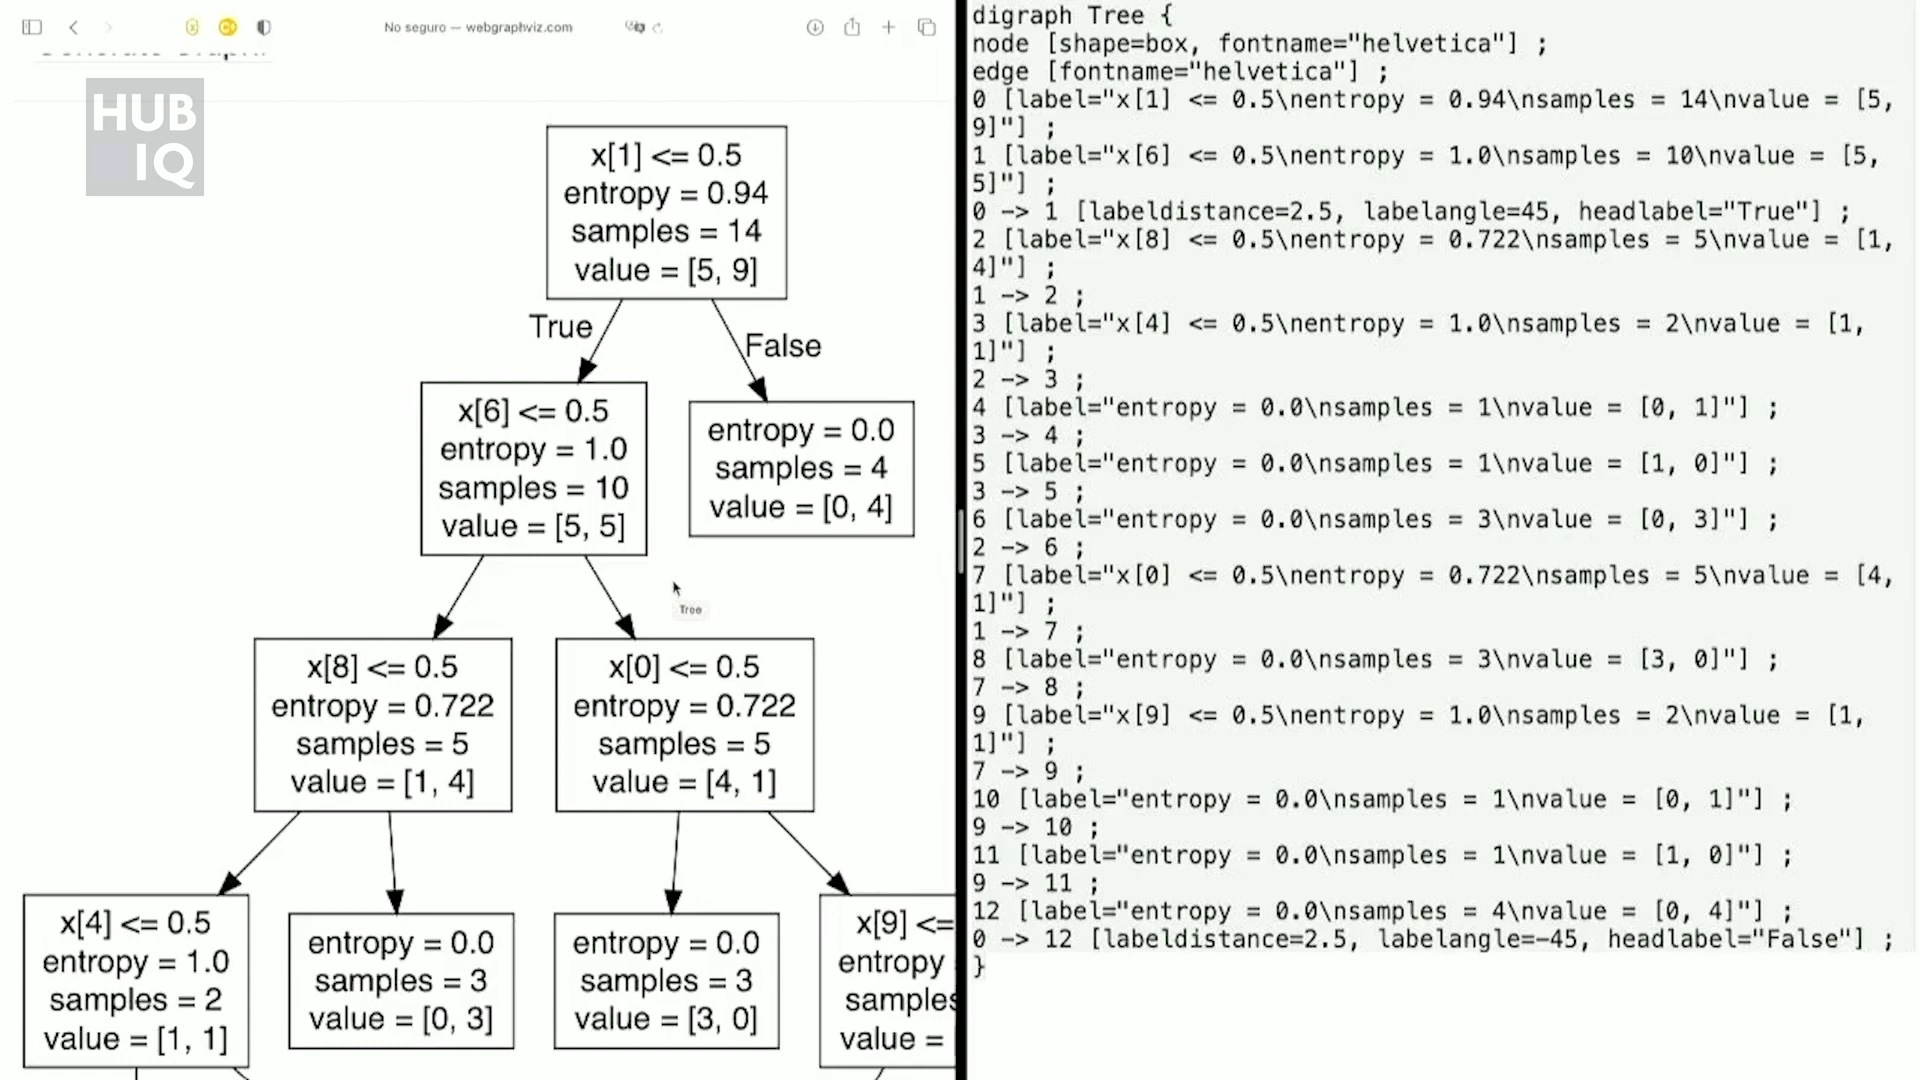 No seguro — webgraphviz.com
HUB
IQ
x[1] <= 0.5
entropy = 0.94
samples = 14
value = [5, 9]
True
False
x[6] <= 0.5
entropy = 1.0
samples = 10
value = [5, 5]
entropy = 0.0
samples = 4
value = [0, 4]
Tree
x[8] <= 0.5
entropy = 0.722
samples = 5
value = [1, 4]
x[0] <= 0.5
entropy = 0.722
samples = 5
value = [4, 1]
x[4] <= 0.5
entropy = 1.0
samples = 2
value = [1, 1]
entropy = 0.0
samples = 3
value = [0, 3]
entropy = 0.0
samples = 3
value = [3, 0]
x[9] <=
entropy
samples
value =
digraph Tree {
node [shape=box, fontname="helvetica"] ;
edge [fontname="helvetica"] ;
0 [label="x[1] <= 0.5\nentropy = 0.94\nsamples = 14\nvalue = [5,
9]"] ;
1 [label="x[6] <= 0.5\nentropy = 1.0\nsamples = 10\nvalue = [5,
5]"] ;
0 -> 1 [labeldistance=2.5, labelangle=45, headlabel="True"] ;
2 [label="x[8] <= 0.5\nentropy = 0.722\nsamples = 5\nvalue = [1,
4]"] ;
1 -> 2 ;
3 [label="x[4] <= 0.5\nentropy = 1.0\nsamples = 2\nvalue = [1,
1]"] ;
2 -> 3 ;
4 [label="entropy = 0.0\nsamples = 1\nvalue = [0, 1]"] ;
3 -> 4 ;
5 [label="entropy = 0.0\nsamples = 1\nvalue = [1, 0]"] ;
3 -> 5 ;
6 [label="entropy = 0.0\nsamples = 3\nvalue = [0, 3]"] ;
2 -> 6 ;
7 [label="x[0] <= 0.5\nentropy = 0.722\nsamples = 5\nvalue = [4,
1]"] ;
1 -> 7 ;
8 [label="entropy = 0.0\nsamples = 3\nvalue = [3, 0]"] ;
7 -> 8 ;
9 [label="x[9] <= 0.5\nentropy = 1.0\nsamples = 2\nvalue = [1,
1]"] ;
7 -> 9 ;
10 [label="entropy = 0.0\nsamples = 1\nvalue = [0, 1]"] ;
9 -> 10 ;
11 [label="entropy = 0.0\nsamples = 1\nvalue = [1, 0]"] ;
9 -> 11 ;
12 [label="entropy = 0.0\nsamples = 4\nvalue = [0, 4]"] ;
0 -> 12 [labeldistance=2.5, labelangle=-45, headlabel="False"] ;
}